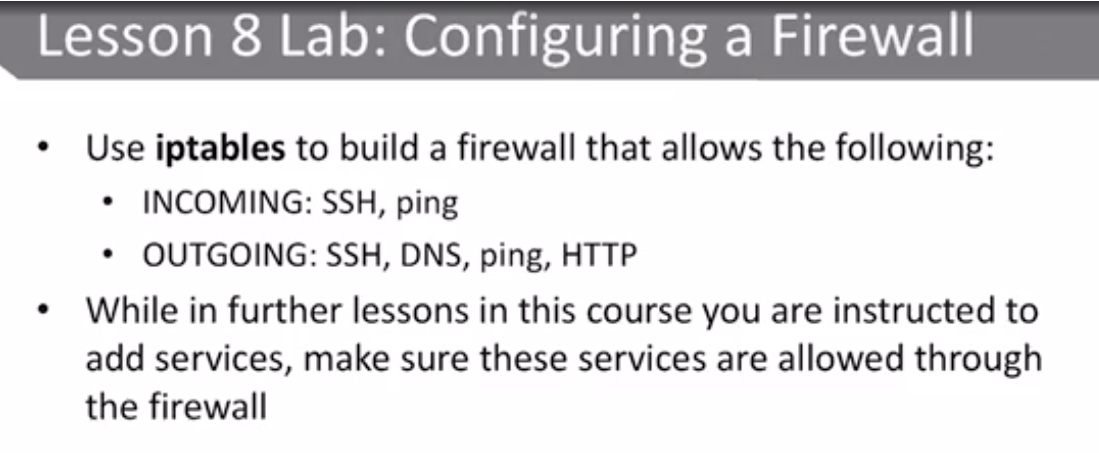 Lesson 8 Lab: Configuring a Firewall
• Use iptables to build a firewall that allows the following:
• INCOMING: SSH, ping
• OUTGOING: SSH, DNS, ping, HTTP
• While in further lessons in this course you are instructed to
add services, make sure these services are allowed through
the firewall